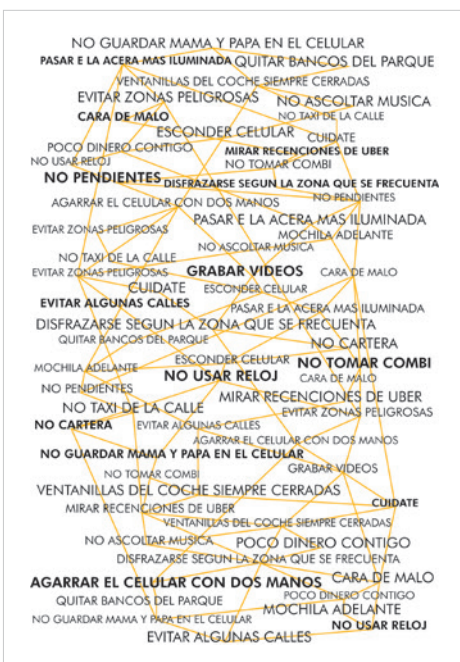 NO GUARDAR MAMA Y PAPA EN EL CELULAR
PASAR E LA ACERA MAS ILUMINADA QUITAR BANCOS DEL PARQUE
VENTANILLAS DEL COCHE SIEMPRE CERRADAS
EVITAR ZONAS PELIGROSAS NO ASCOLTAR MUSICA
CARA DE MALO NO TAXI DE LA CALLE
ESCONDER CELULAR CUIDATE
POCO DINERO CONTIGO MIRAR RECENCIONES DE UBER
NO USAR RELOJ NO TOMAR COMBI
NO PENDIENTES DISFRAZARSE SEGUN LA ZONA QUE SE FRECUENTA
AGARRAR EL CELULAR CON DOS MANOS NO PENDIENTES
PASAR E LA ACERA MAS ILUMINADA
EVITAR ZONAS PELIGROSAS MOCHILA ADELANTE
NO ASCOLTAR MUSICA
NO TAXI DE LA CALLE
EVITAR ZONAS PELIGROSAS GRABAR VIDEOS CARA DE MALO
CUIDATE ESCONDER CELULAR
EVITAR ALGUNAS CALLES PASAR E LA ACERA MAS ILUMINADA
DISFRAZARSE SEGUN LA ZONA QUE SE FRECUENTA
QUITAR BANCOS DEL PARQUE NO CARTERA
ESCONDER CELULAR NO TOMAR COMBI
MOCHILA ADELANTE NO USAR RELOJ CARA DE MALO
NO PENDIENTES MIRAR RECENCIONES DE UBER
NO TAXI DE LA CALLE EVITAR ZONAS PELIGROSAS
NO CARTERA EVITAR ALGUNAS CALLES
AGARRAR EL CELULAR CON DOS MANOS
NO GUARDAR MAMA Y PAPA EN EL CELULAR
NO TOMAR COMBI GRABAR VIDEOS
VENTANILLAS DEL COCHE SIEMPRE CERRADAS
MIRAR RECENCIONES DE UBER CUIDATE
VENTANILLAS DEL COCHE SIEMPRE CERRADAS
NO ASCOLTAR MUSICA POCO DINERO CONTIGO
DISFRAZARSE SEGUN LA ZONA QUE SE FRECUENTA
AGARRAR EL CELULAR CON DOS MANOS CARA DE MALO
QUITAR BANCOS DEL PARQUE POCO DINERO CONTIGO
MOCHILA ADELANTE
NO GUARDAR MAMA Y PAPA EN EL CELULAR NO USAR RELOJ
EVITAR ALGUNAS CALLES